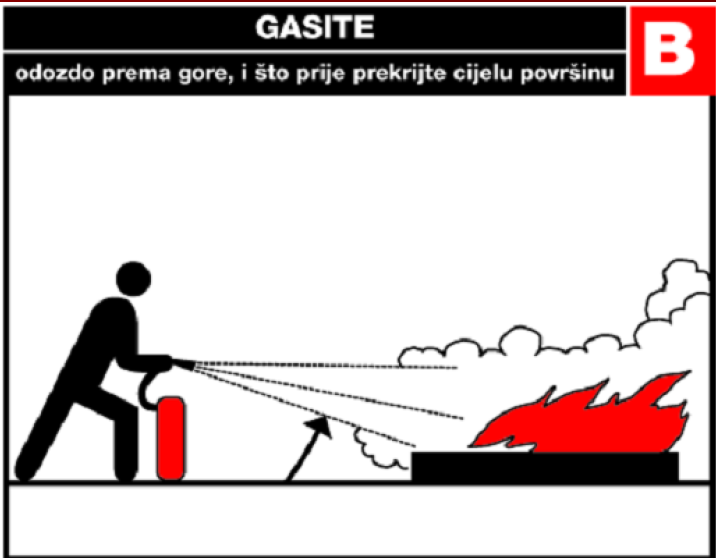 GASITE
B
odozdo prema gore, i što prije prekrijte cijelu površinu